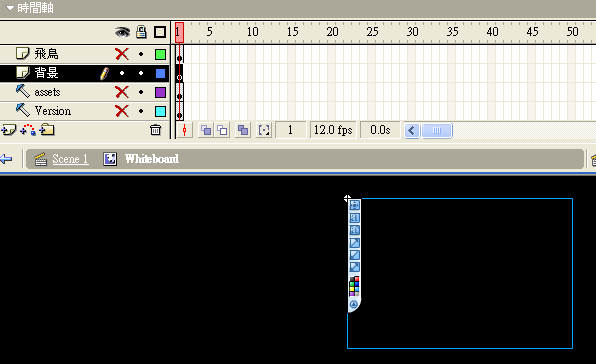 時間軸
1 5 10 15 20 25 30 35 40 45 50
飛鳥
背景
assets
Version
1 12.0 fps 0.0s
Scene 1 Whiteboard